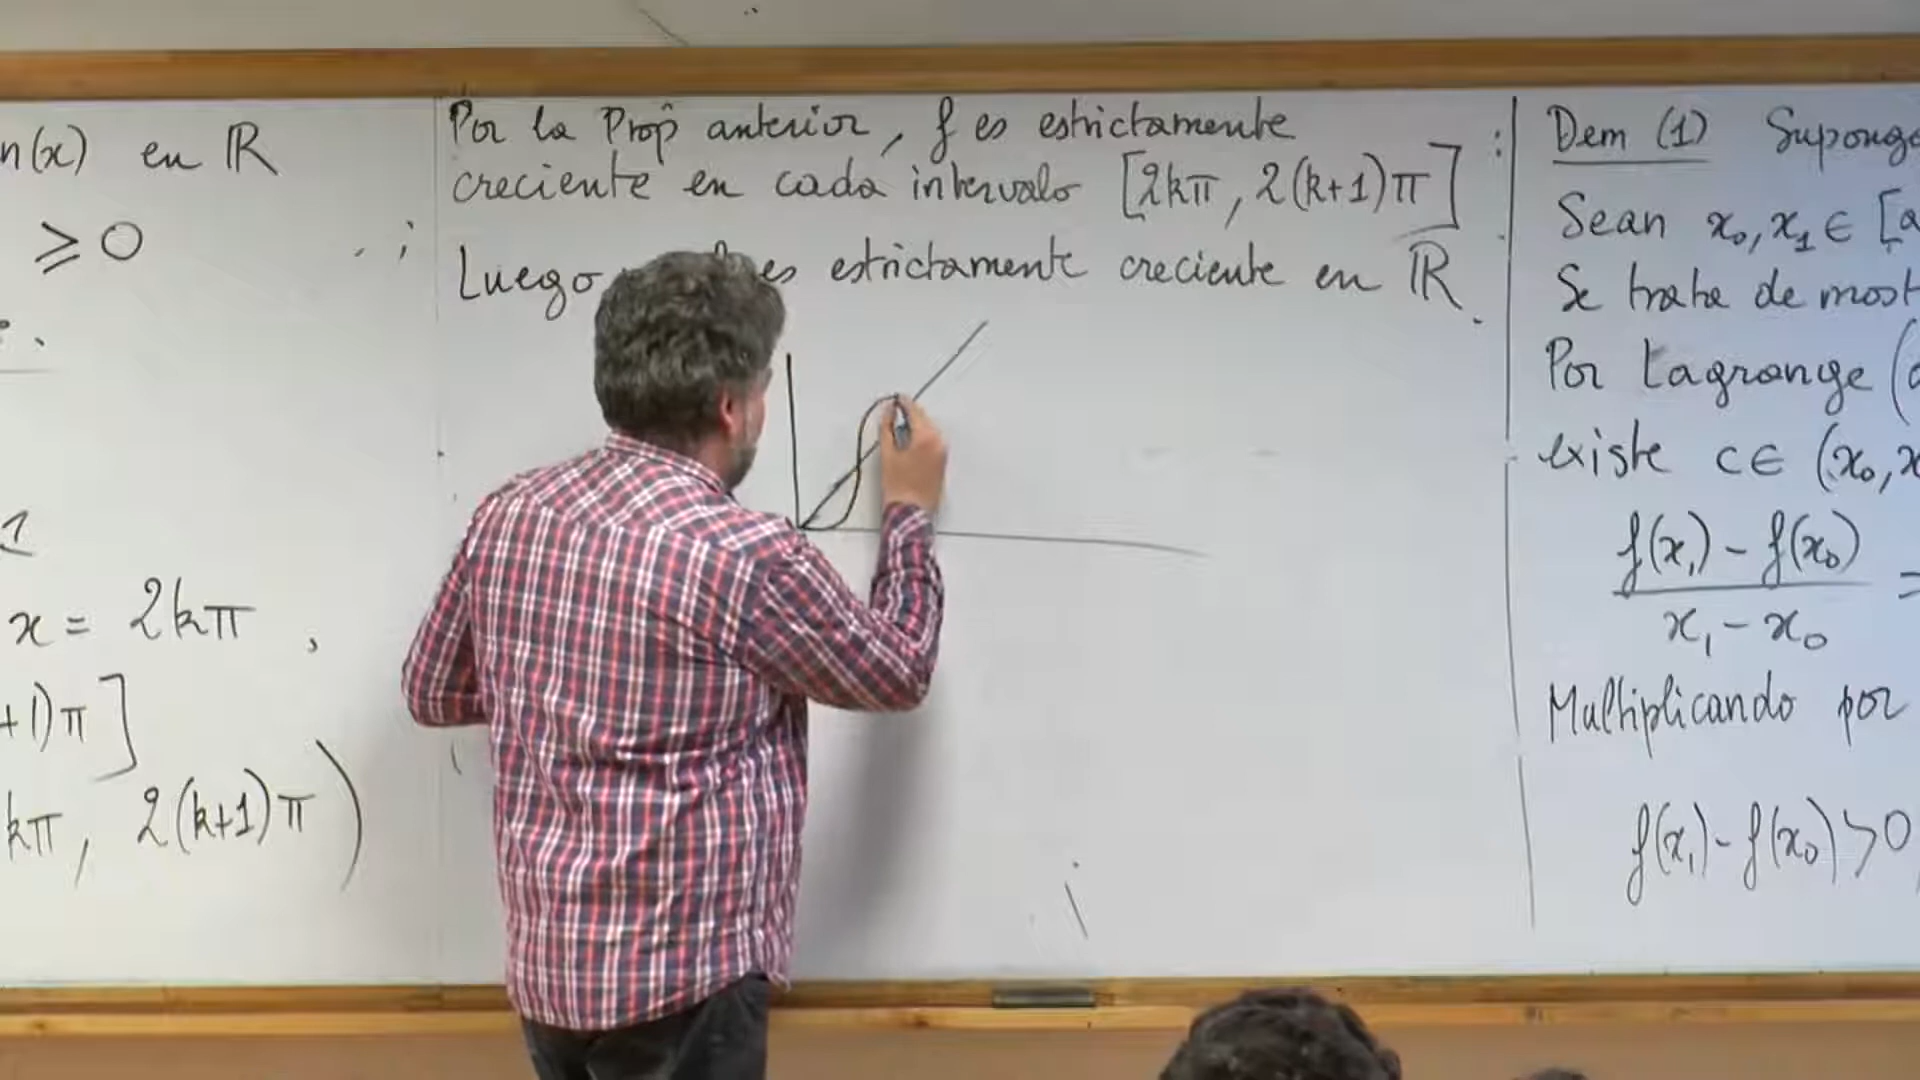 n(x) en ℝ
≥ 0
1
x = 2kπ ,
+1)π]
kπ, 2(k+1)π)
Por la Prop anterior, f es estrictamente
creciente en cada intervalo [2kπ, 2(k+1)π]
Luego es estrictamente creciente en ℝ.
Dem (1) Suponga
Sean x₀, x₁ ∈ [a
Se trata de most
Por Lagrange (
existe c ∈ (x₀, x
f(x₁) - f(x₀)
x₁ - x₀
=
Multiplicando por
f(x₁) - f(x₀) > 0